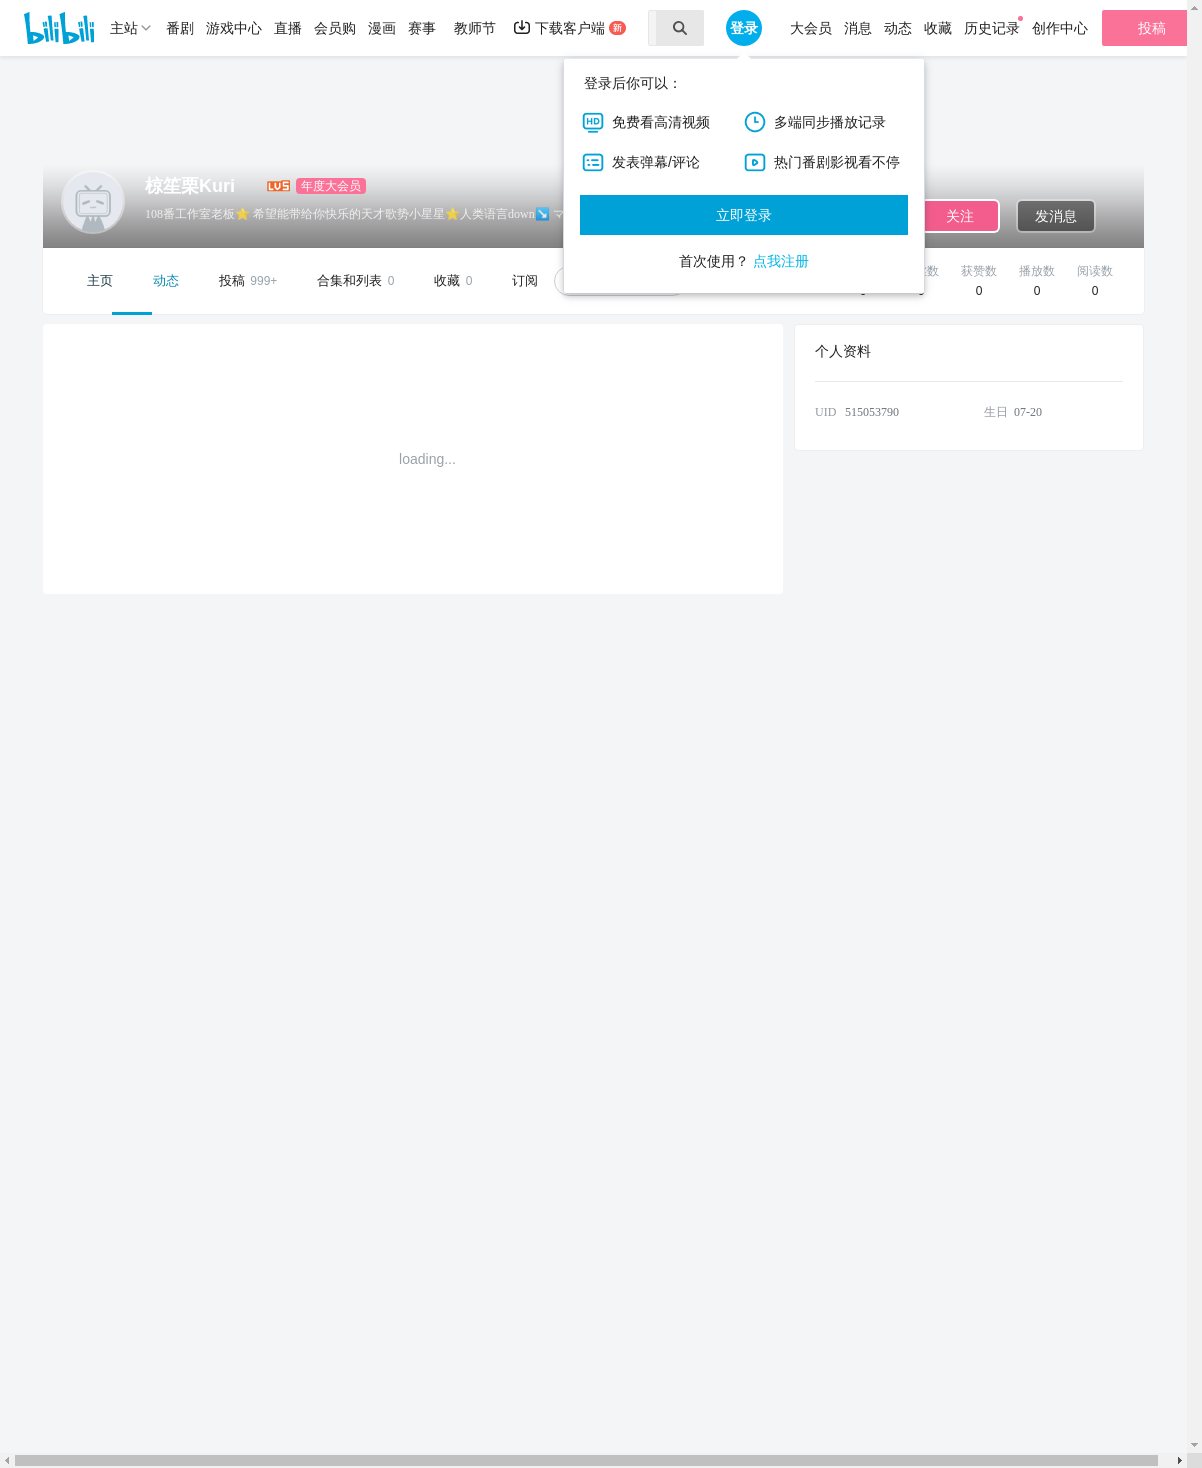 bilibili 主站 番剧 游戏中心 直播 会员购 漫画 赛事 教师节 下载客户端 新 登录 大会员 消息 动态 收藏 历史记录 创作中心 投稿
登录后你可以：
HD 免费看高清视频 多端同步播放记录
发表弹幕/评论 热门番剧影视看不停
立即登录
首次使用？ 点我注册
椋笙栗Kuri LV5 年度大会员
108番工作室老板⭐ 希望能带给你快乐的天才歌势小星星⭐人类语言down↘️
关注 发消息
主页 动态 投稿 999+ 合集和列表 0 收藏 0 订阅
数 获赞数 播放数 阅读数
0 0 0
loading...
个人资料
UID 515053790 生日 07-20